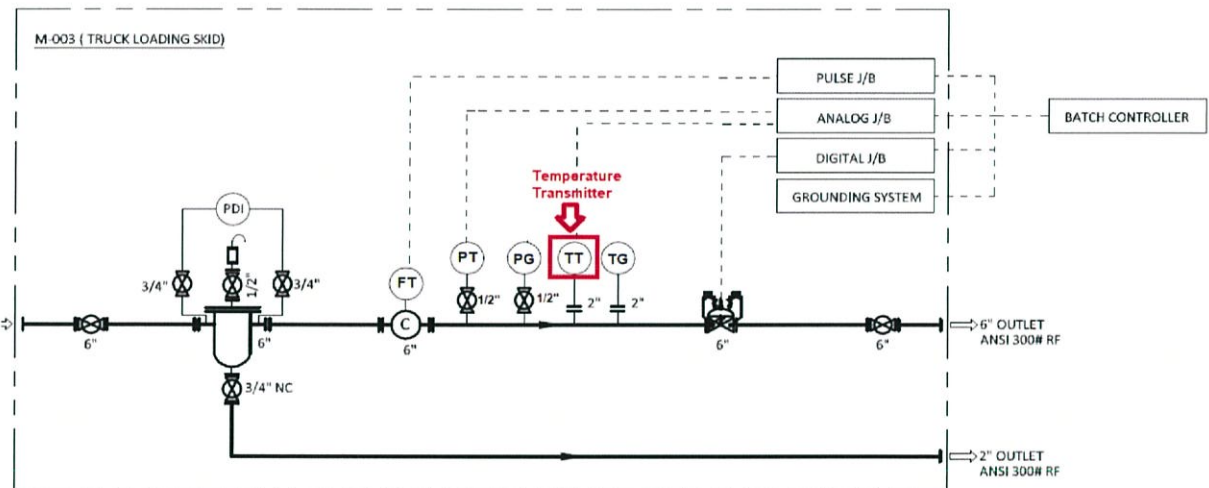 M-003 ( TRUCK LOADING SKID)
PULSE J/B
ANALOG J/B
BATCH CONTROLLER
DIGITAL J/B
GROUNDING SYSTEM
Temperature
Transmitter
PDI
PT
PG
TT
TG
FT
3/4"
1/2"
3/4"
1/2"
1/2"
2"
2"
C
6"
6"
6"
6"
6"
6" OUTLET
ANSI 300# RF
3/4" NC
2" OUTLET
ANSI 300# RF